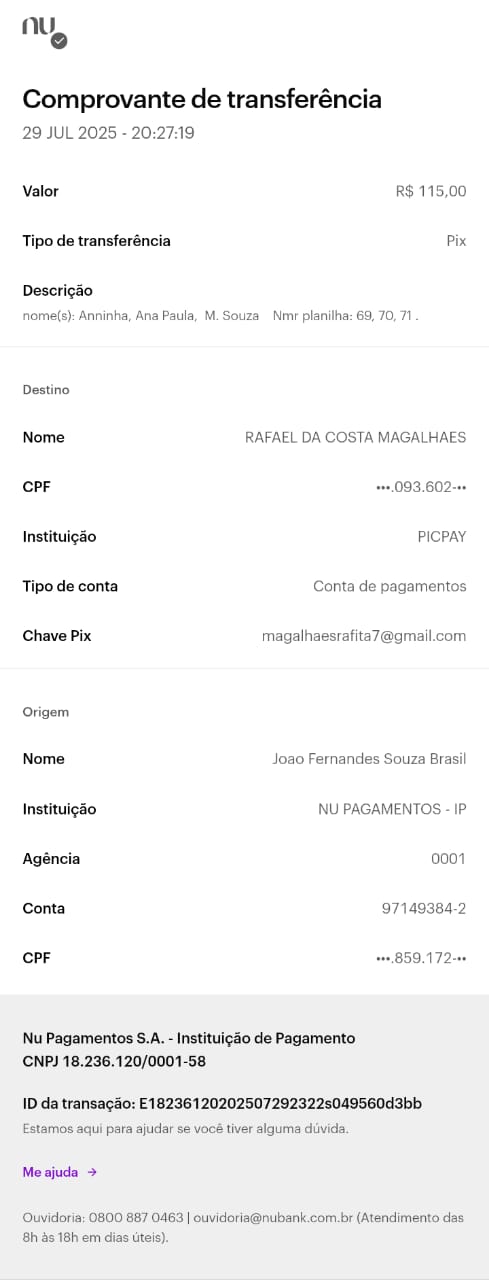 nu
Comprovante de transferência
29 JUL 2025 - 20:27:19
Valor R$ 115,00
Tipo de transferência Pix
Descrição
nome(s): Anninha, Ana Paula,  M. Souza    Nmr planilha: 69, 70, 71 .
Destino
Nome RAFAEL DA COSTA MAGALHAES
CPF •••.093.602-••
Instituição PICPAY
Tipo de conta Conta de pagamentos
Chave Pix magalhaesrafita7@gmail.com
Origem
Nome Joao Fernandes Souza Brasil
Instituição NU PAGAMENTOS - IP
Agência 0001
Conta 97149384-2
CPF •••.859.172-••
Nu Pagamentos S.A. - Instituição de Pagamento
CNPJ 18.236.120/0001-58
ID da transação: E18236120202507292322s049560d3bb
Estamos aqui para ajudar se você tiver alguma dúvida.
Me ajuda →
Ouvidoria: 0800 887 0463 | ouvidoria@nubank.com.br (Atendimento das
8h às 18h em dias úteis).